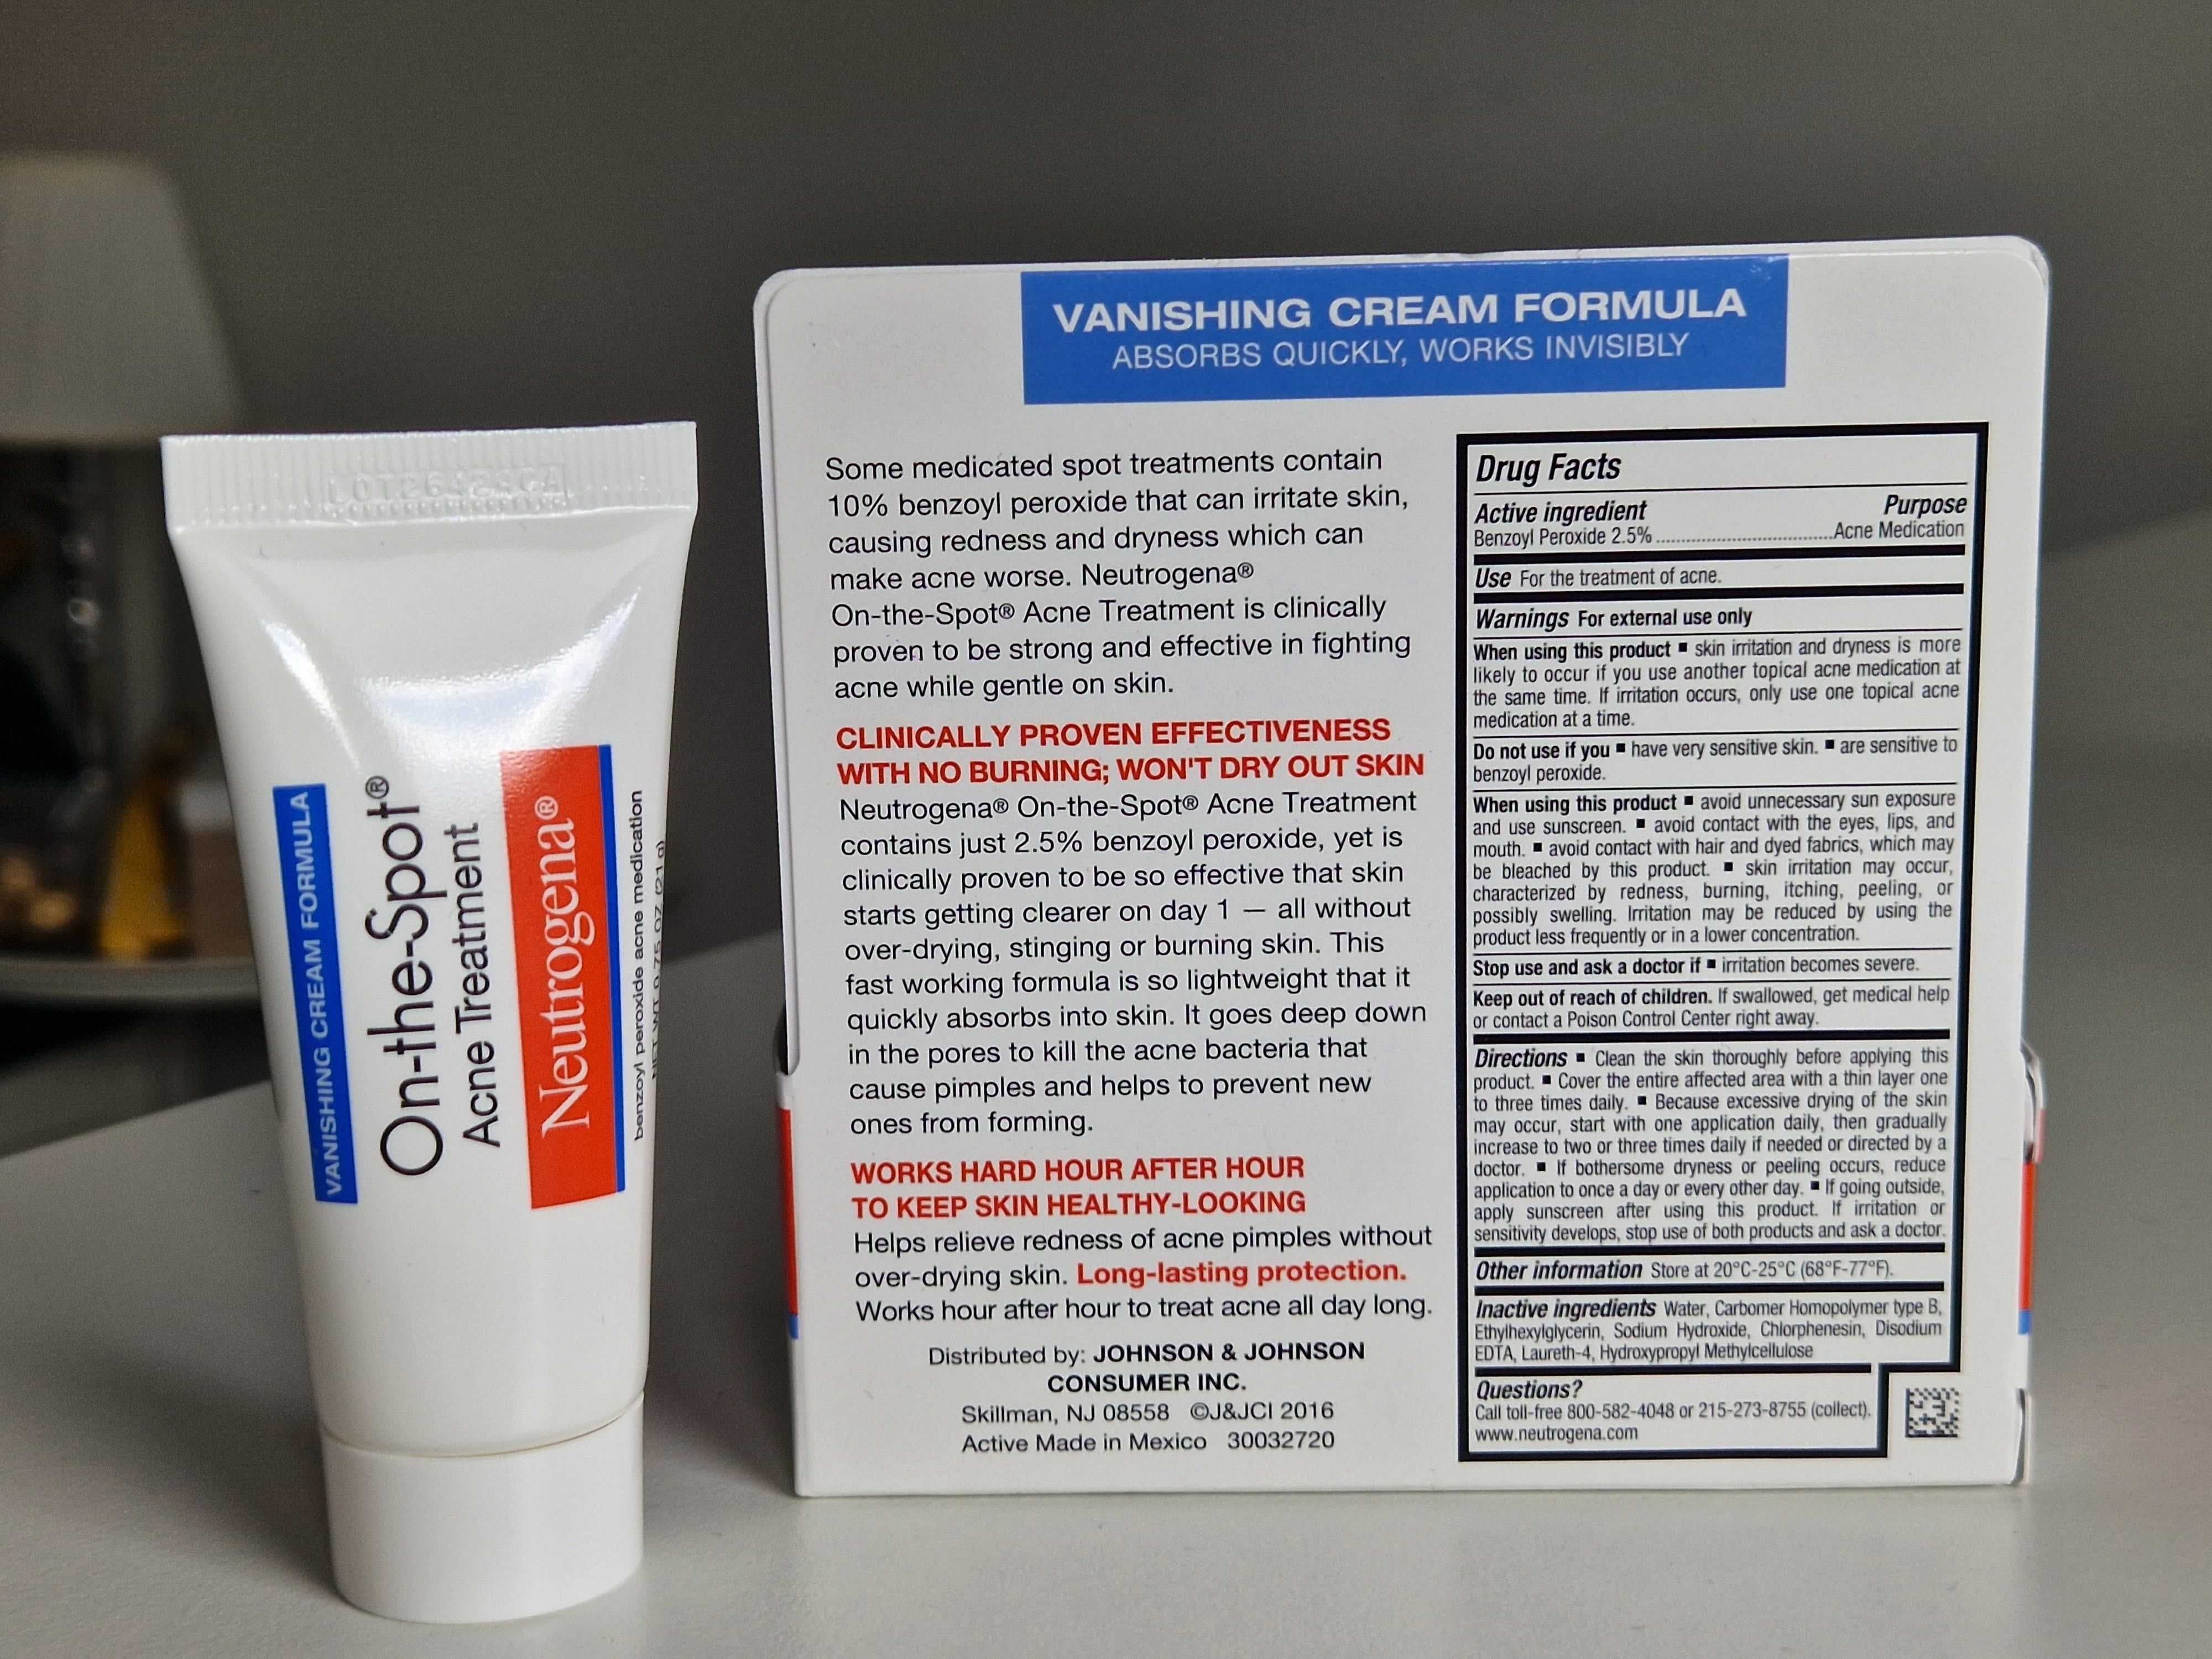 LOT26424CA
VANISHING CREAM FORMULA
On-the-Spot®
Acne Treatment
Neutrogena®
benzoyl peroxide acne medication
NET WT 0.75 OZ (21 g)
VANISHING CREAM FORMULA
ABSORBS QUICKLY, WORKS INVISIBLY
Some medicated spot treatments contain
10% benzoyl peroxide that can irritate skin,
causing redness and dryness which can
make acne worse. Neutrogena®
On-the-Spot® Acne Treatment is clinically
proven to be strong and effective in fighting
acne while gentle on skin.
CLINICALLY PROVEN EFFECTIVENESS
WITH NO BURNING; WON'T DRY OUT SKIN
Neutrogena® On-the-Spot® Acne Treatment
contains just 2.5% benzoyl peroxide, yet is
clinically proven to be so effective that skin
starts getting clearer on day 1 — all without
over-drying, stinging or burning skin. This
fast working formula is so lightweight that it
quickly absorbs into skin. It goes deep down
in the pores to kill the acne bacteria that
cause pimples and helps to prevent new
ones from forming.
WORKS HARD HOUR AFTER HOUR
TO KEEP SKIN HEALTHY-LOOKING
Helps relieve redness of acne pimples without
over-drying skin. Long-lasting protection.
Works hour after hour to treat acne all day long.
Distributed by: JOHNSON & JOHNSON
CONSUMER INC.
Skillman, NJ 08558 ©J&JCI 2016
Active Made in Mexico 30032720
Drug Facts
Active ingredient Purpose
Benzoyl Peroxide 2.5% ................................ Acne Medication
Use For the treatment of acne.
Warnings For external use only
When using this product ■ skin irritation and dryness is more
likely to occur if you use another topical acne medication at
the same time. If irritation occurs, only use one topical acne
medication at a time.
Do not use if you ■ have very sensitive skin. ■ are sensitive to
benzoyl peroxide.
When using this product ■ avoid unnecessary sun exposure
and use sunscreen. ■ avoid contact with the eyes, lips, and
mouth. ■ avoid contact with hair and dyed fabrics, which may
be bleached by this product. ■ skin irritation may occur,
characterized by redness, burning, itching, peeling, or
possibly swelling. Irritation may be reduced by using the
product less frequently or in a lower concentration.
Stop use and ask a doctor if ■ irritation becomes severe.
Keep out of reach of children. If swallowed, get medical help
or contact a Poison Control Center right away.
Directions ■ Clean the skin thoroughly before applying this
product. ■ Cover the entire affected area with a thin layer one
to three times daily. ■ Because excessive drying of the skin
may occur, start with one application daily, then gradually
increase to two or three times daily if needed or directed by a
doctor. ■ If bothersome dryness or peeling occurs, reduce
application to once a day or every other day. ■ If going outside,
apply sunscreen after using this product. If irritation or
sensitivity develops, stop use of both products and ask a doctor.
Other information Store at 20°C-25°C (68°F-77°F).
Inactive ingredients Water, Carbomer Homopolymer type B,
Ethylhexylglycerin, Sodium Hydroxide, Chlorphenesin, Disodium
EDTA, Laureth-4, Hydroxypropyl Methylcellulose
Questions?
Call toll-free 800-582-4048 or 215-273-8755 (collect).
www.neutrogena.com